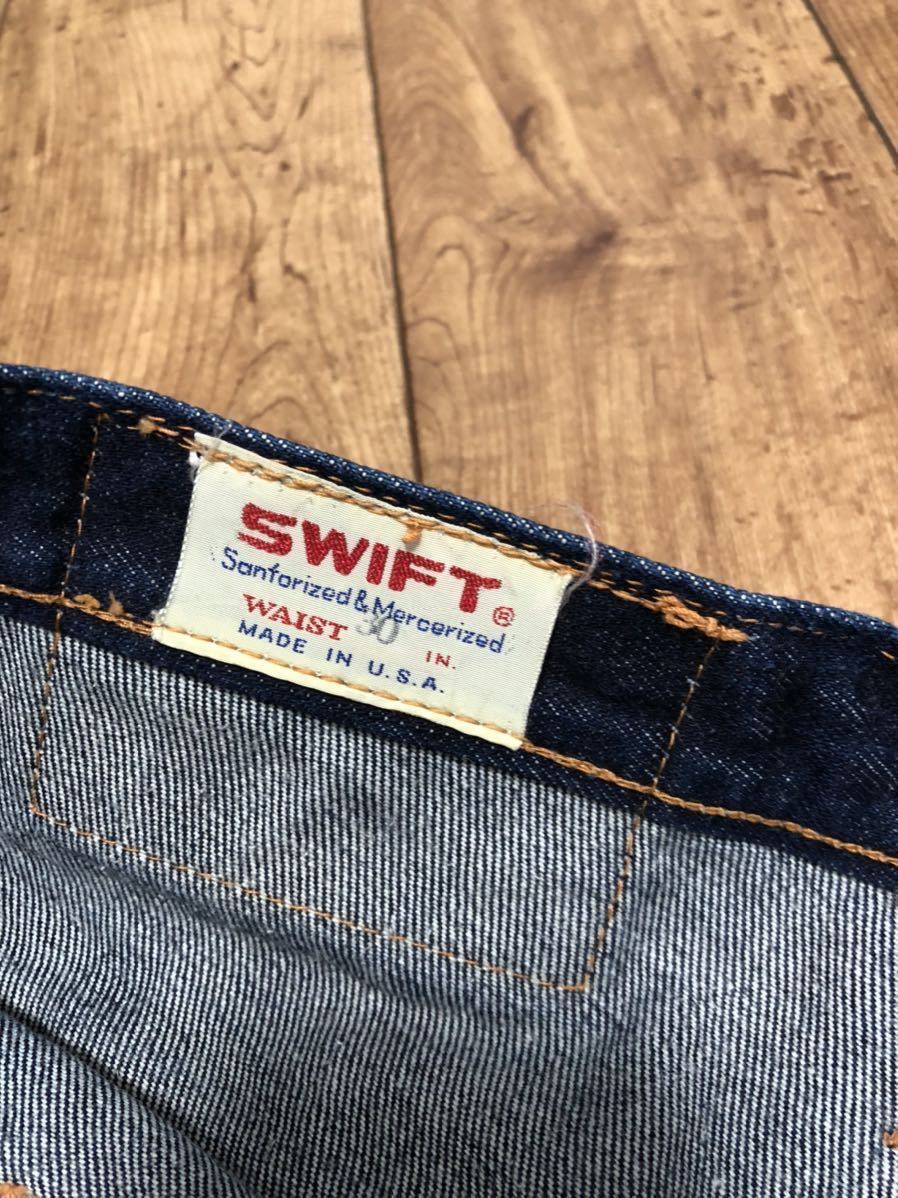 SWIFT®
Sanforized & Mercerized
WAIST 30 IN.
MADE IN U.S.A.